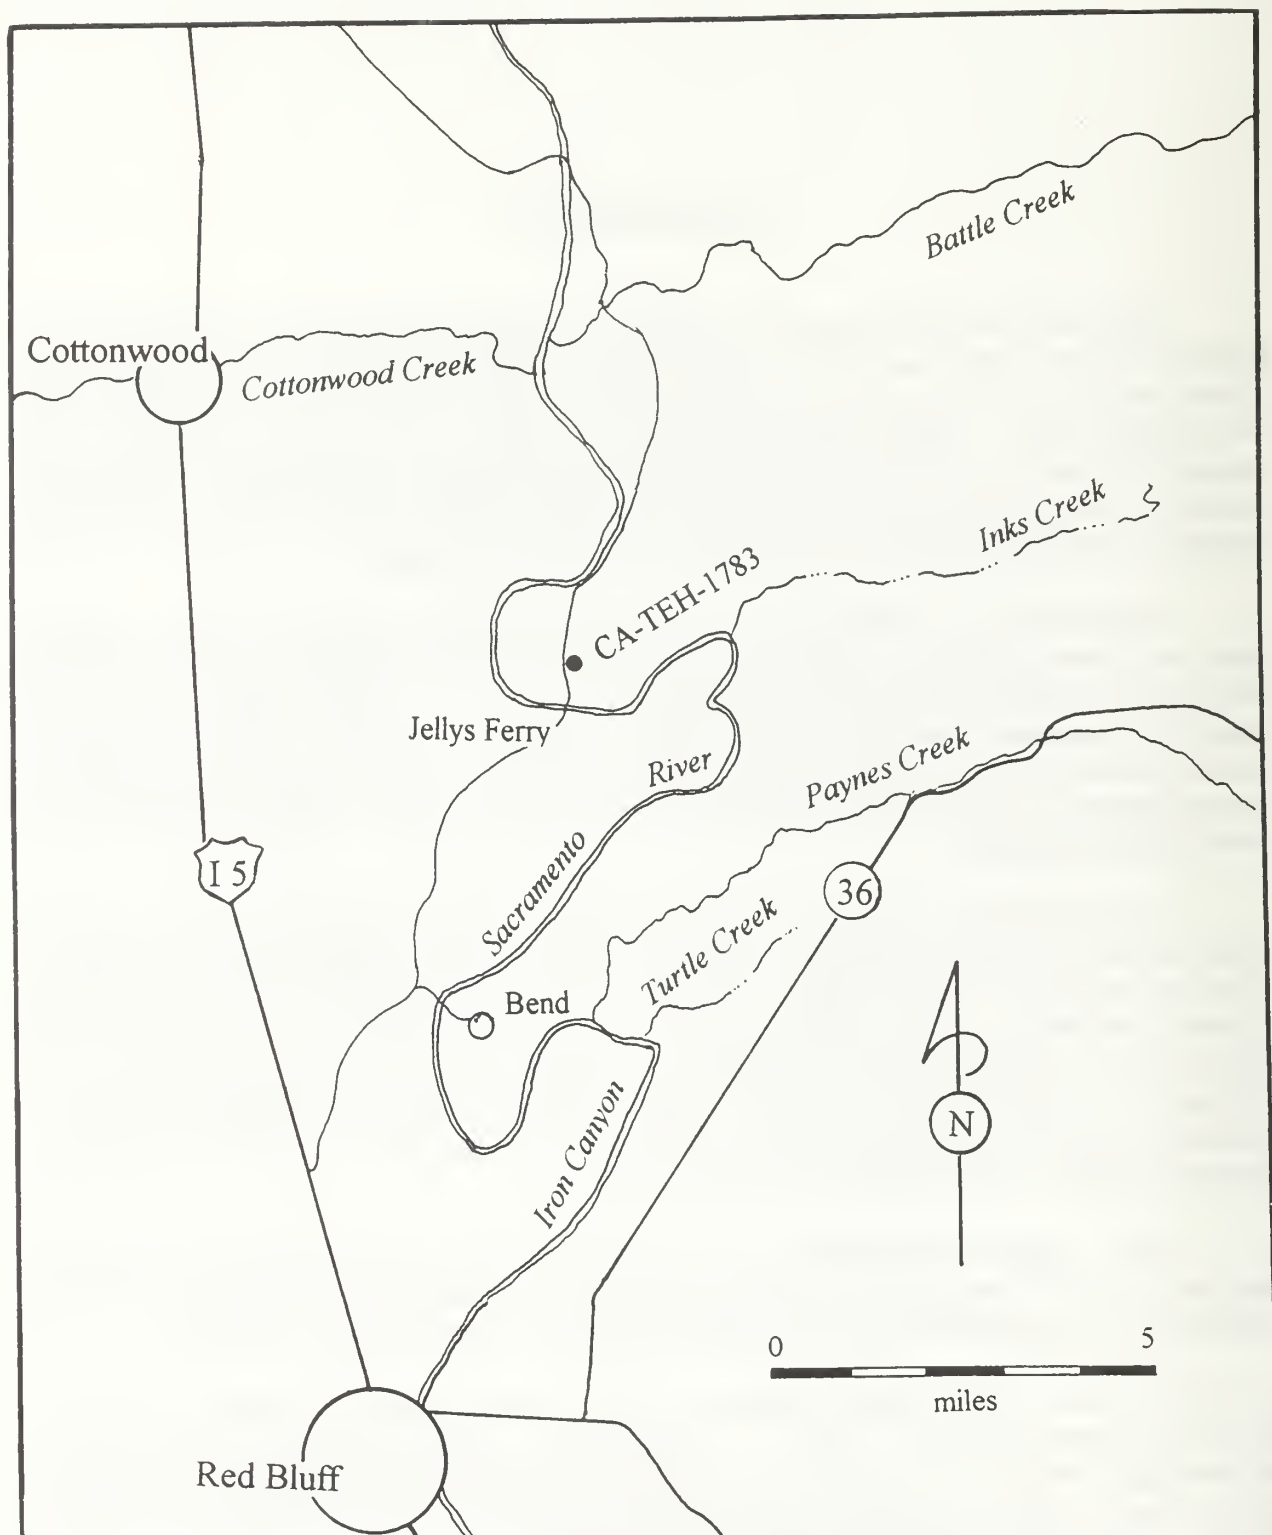 Battle Creek
Cottonwood
Cottonwood Creek
Inks Creek
CA-TEH-1783
Jellys Ferry
River
Paynes Creek
I 5
Sacramento
36
Turtle Creek
Bend
Iron Canyon
N
0 5
miles
Red Bluff